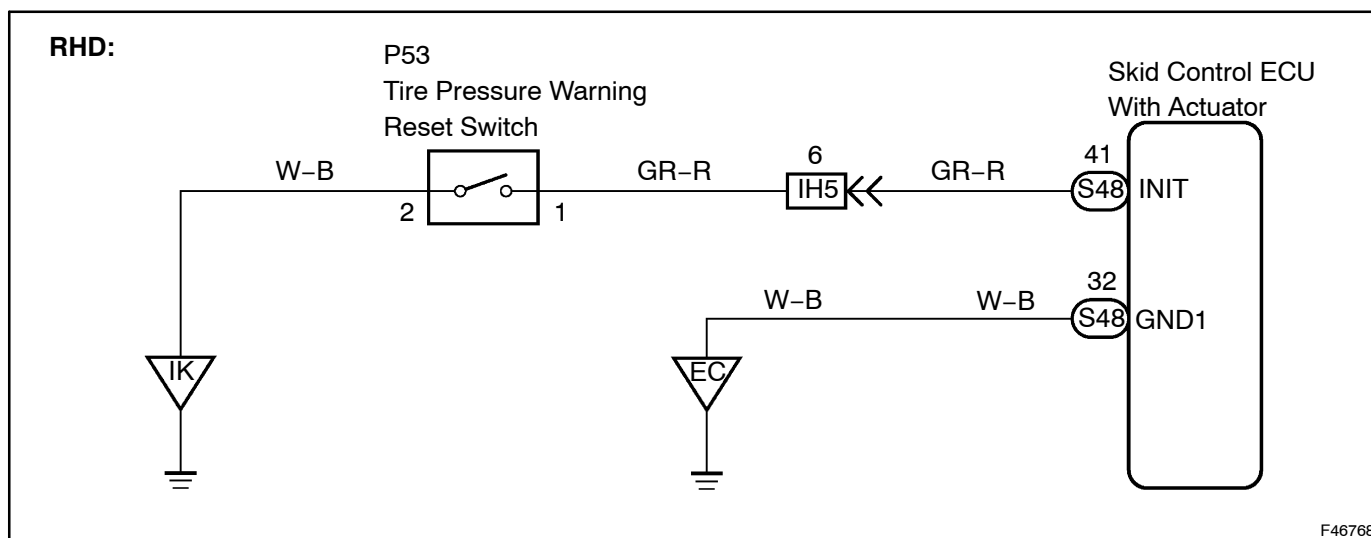 RHD:
P53
Tire Pressure Warning
Reset Switch
Skid Control ECU
With Actuator
W−B
2
1
GR−R
6
IH5
GR−R
41
S48
INIT
W−B
W−B
32
S48
GND1
IK
EC
F46768